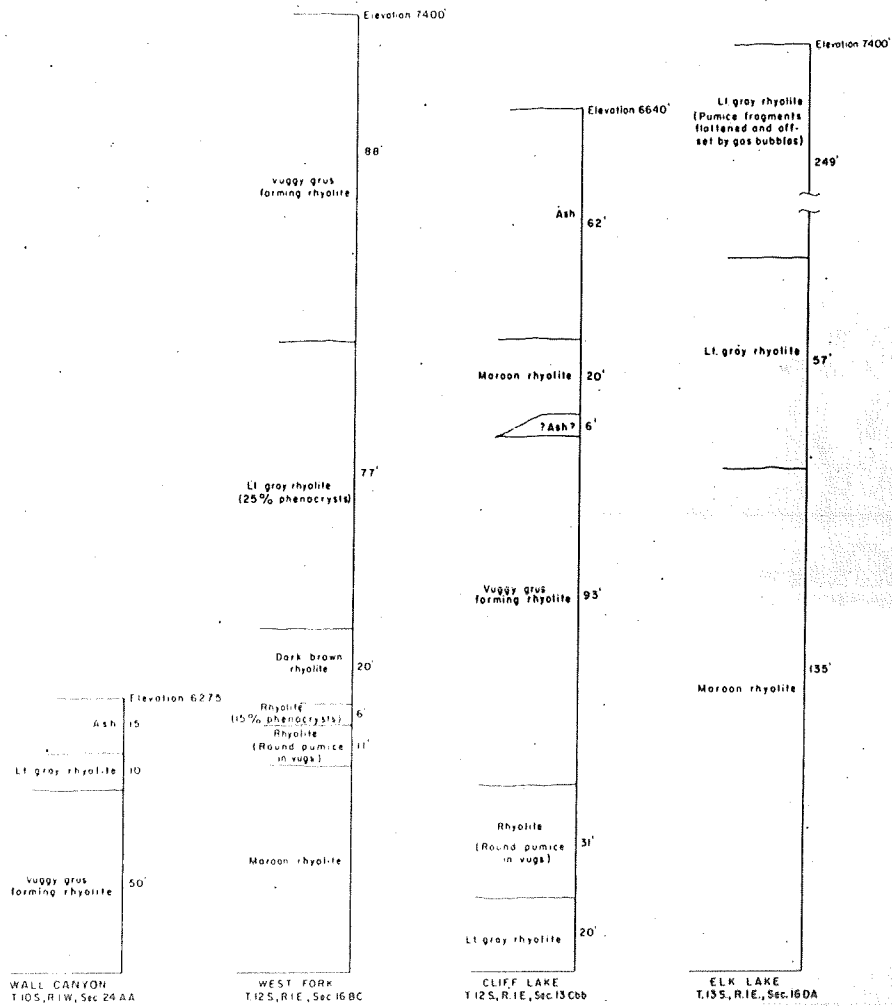 Elevation 7400'
vuggy grus
forming rhyolite
88'
Lt gray rhyolite
(25% phenocrysts)
77'
Dark brown
rhyolite
20'
Rhyolite
(15% phenocrysts)
6'
Rhyolite
(Round pumice
in vugs)
11'
Maroon rhyolite
WEST FORK
T.12S., R.1E., Sec 16BC
Elevation 6275
Ash
15
Lt gray rhyolite
10
Vuggy grus
forming rhyolite
50'
WALL CANYON
T 10S, R 1W, Sec 24 AA
Elevation 6640'
Ash
62'
Maroon rhyolite
20'
?Ash?
6'
Vuggy grus
forming rhyolite
93'
Rhyolite
(Round pumice
in vugs)
31'
Lt gray rhyolite
20'
CLIFF LAKE
T 12S, R.1E, Sec 13 Cbb
Elevation 7400'
Lt gray rhyolite
(Pumice fragments
flattened and off-
set by gas bubbles)
249'
Lt. gray rhyolite
57'
Maroon rhyolite
135'
ELK LAKE
T.13 S., R.1E., Sec. 16DA